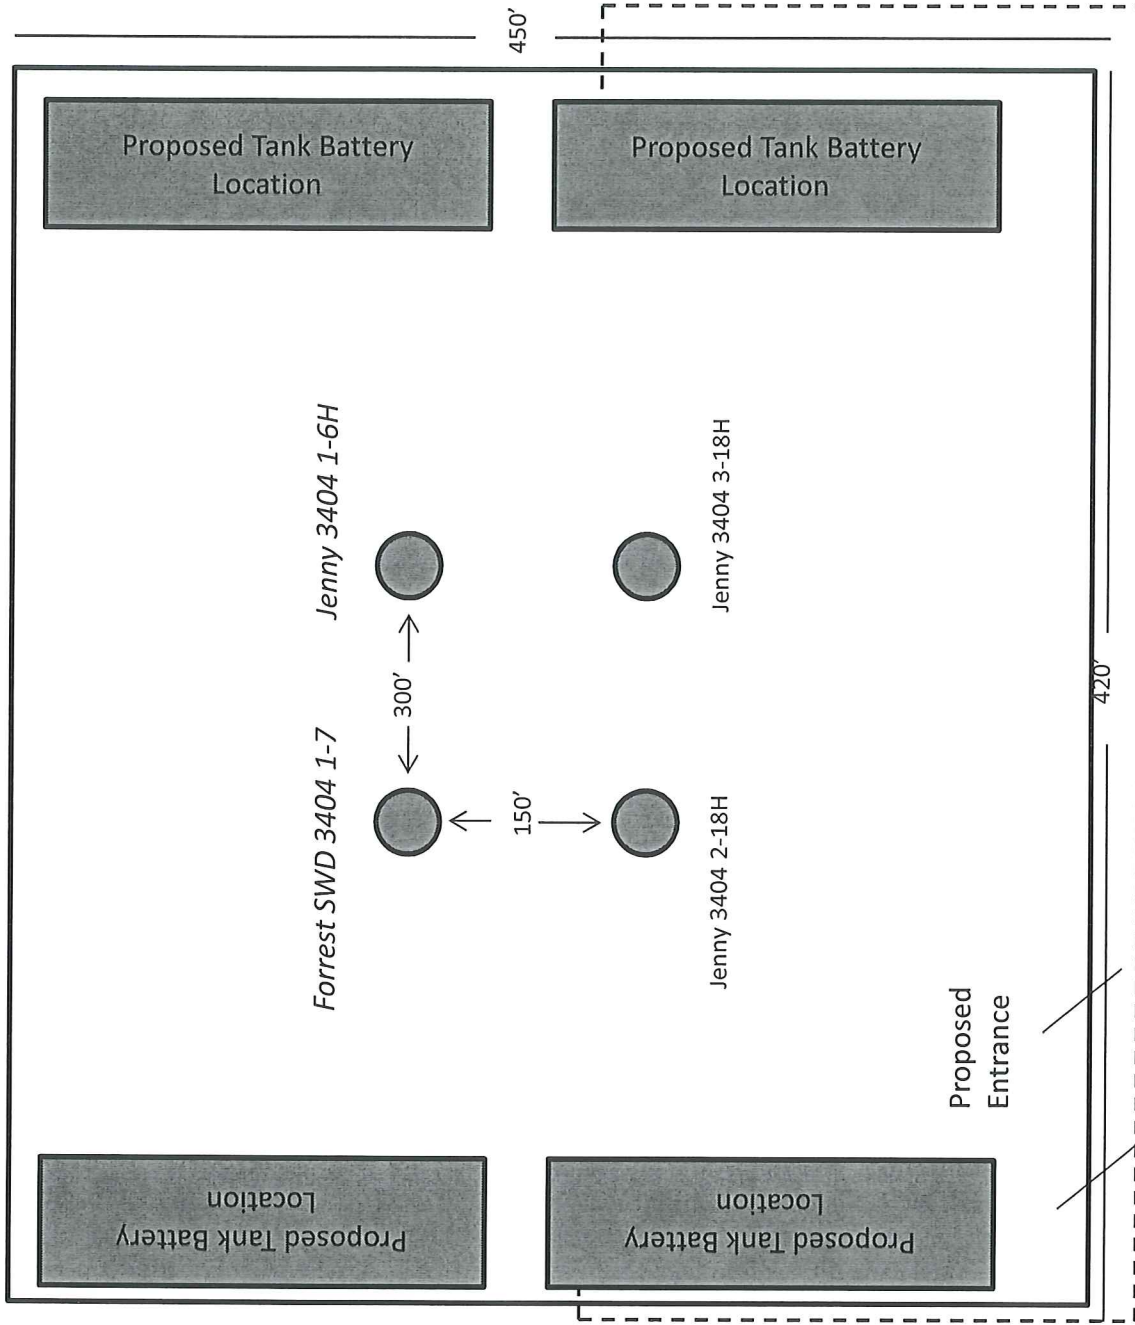 450’
Proposed Tank Battery
Location
Proposed Tank Battery
Location
Jenny 3404 1-6H
Jenny 3404 3-18H
300’
420’
Forrest SWD 3404 1-7
150’
Jenny 3404 2-18H
Proposed
Entrance
Proposed Tank Battery
Location
Proposed Tank Battery
Location